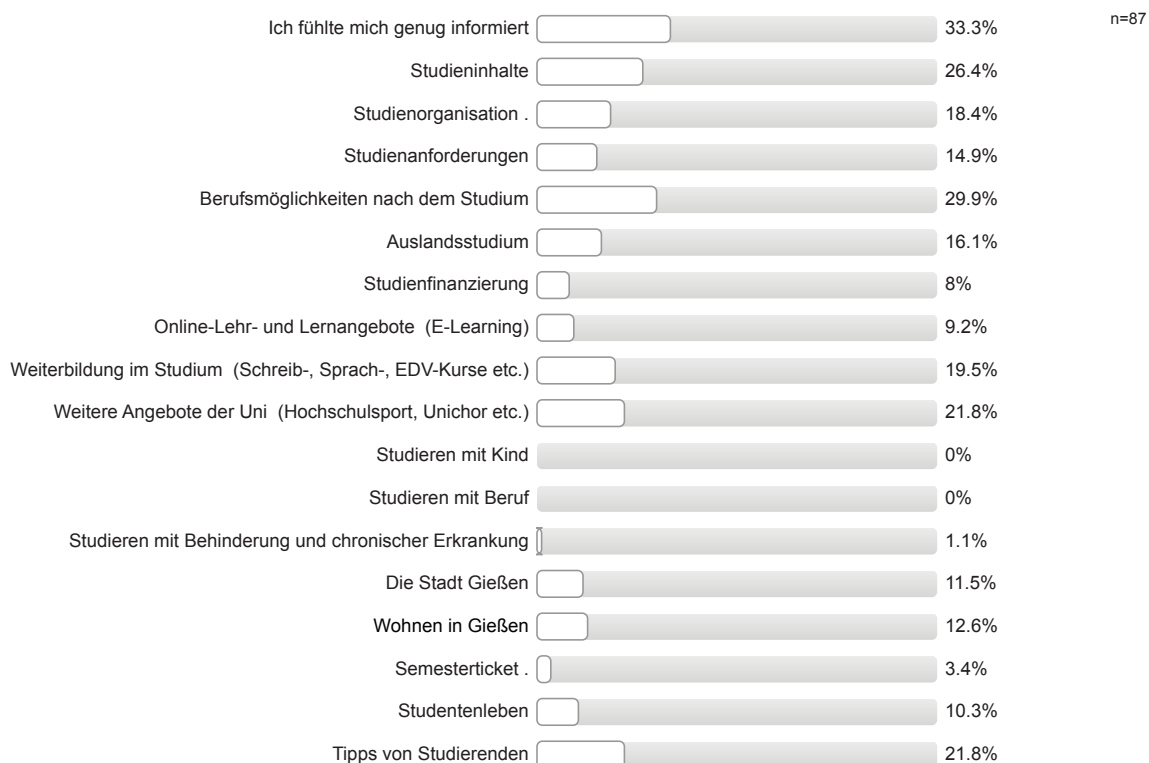 n=87
Ich fühlte mich genug informiert 33.3%
Studieninhalte 26.4%
Studienorganisation . 18.4%
Studienanforderungen 14.9%
Berufsmöglichkeiten nach dem Studium 29.9%
Auslandsstudium 16.1%
Studienfinanzierung 8%
Online-Lehr- und Lernangebote (E-Learning) 9.2%
Weiterbildung im Studium (Schreib-, Sprach-, EDV-Kurse etc.) 19.5%
Weitere Angebote der Uni (Hochschulsport, Unichor etc.) 21.8%
Studieren mit Kind 0%
Studieren mit Beruf 0%
Studieren mit Behinderung und chronischer Erkrankung 1.1%
Die Stadt Gießen 11.5%
Wohnen in Gießen 12.6%
Semesterticket . 3.4%
Studentenleben 10.3%
Tipps von Studierenden 21.8%